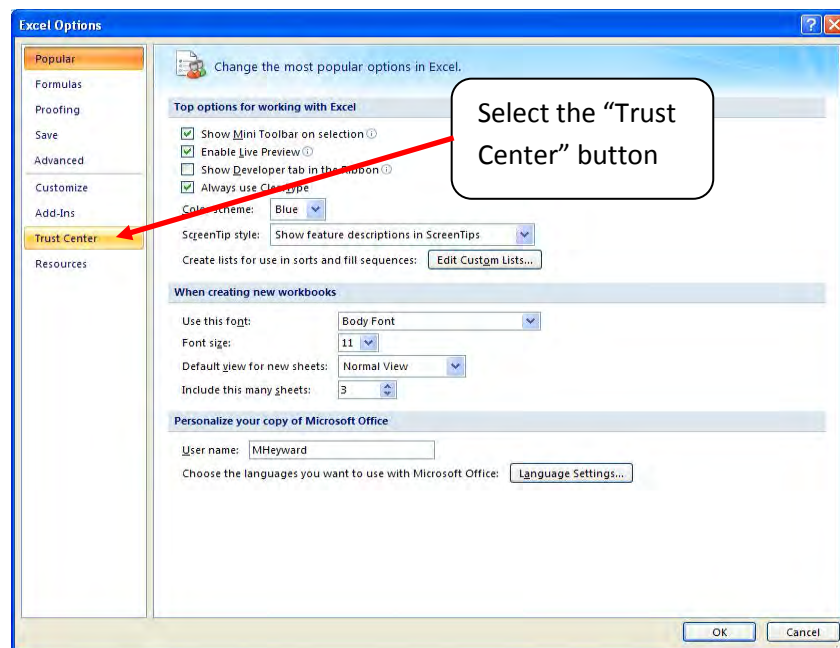 Excel Options
Popular
Formulas
Proofing
Save
Advanced
Customize
Add-Ins
Trust Center
Resources
Change the most popular options in Excel.
Top options for working with Excel
Show Mini Toolbar on selection
Enable Live Preview
Show Developer tab in the Ribbon
Always use ClearType
Color scheme: Blue
ScreenTip style: Show feature descriptions in ScreenTips
Create lists for use in sorts and fill sequences: Edit Custom Lists...
When creating new workbooks
Use this font: Body Font
Font size: 11
Default view for new sheets: Normal View
Include this many sheets: 3
Personalize your copy of Microsoft Office
User name: MHeyward
Choose the languages you want to use with Microsoft Office: Language Settings...
OK Cancel
Select the “Trust
Center” button